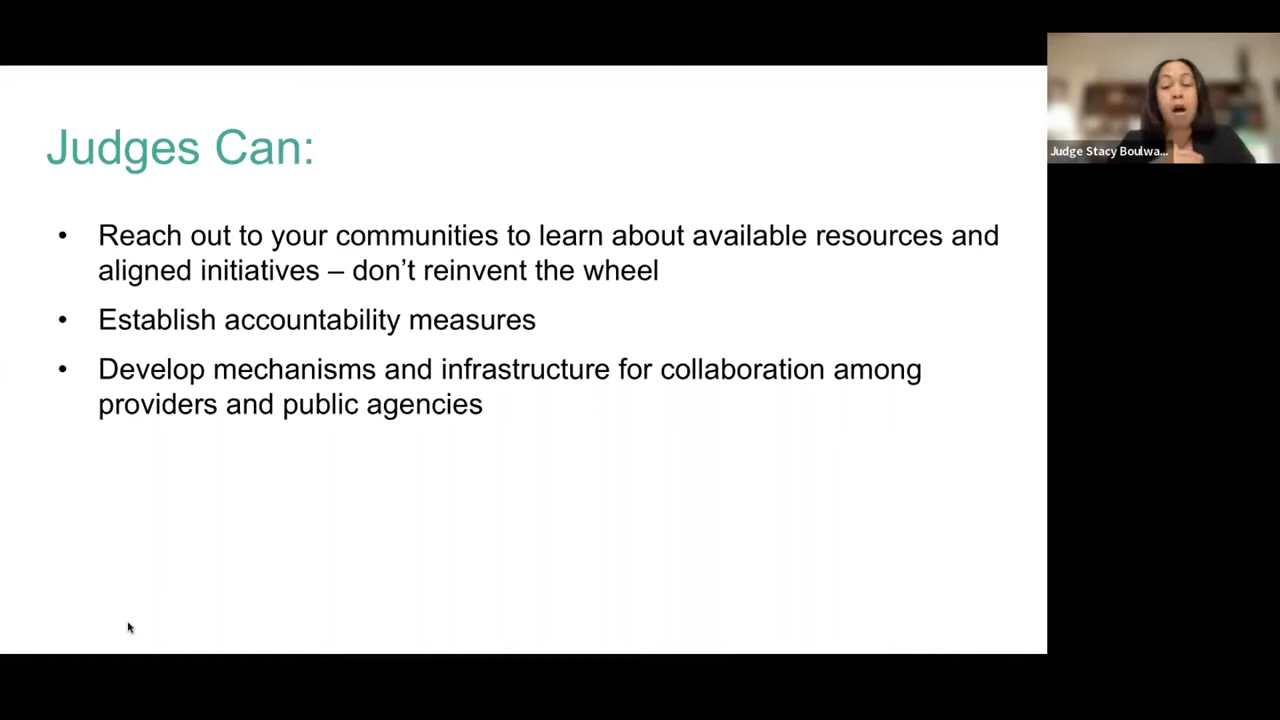 Judges Can:
• Reach out to your communities to learn about available resources and
aligned initiatives – don’t reinvent the wheel
• Establish accountability measures
• Develop mechanisms and infrastructure for collaboration among
providers and public agencies
Judge Stacy Boulwa...